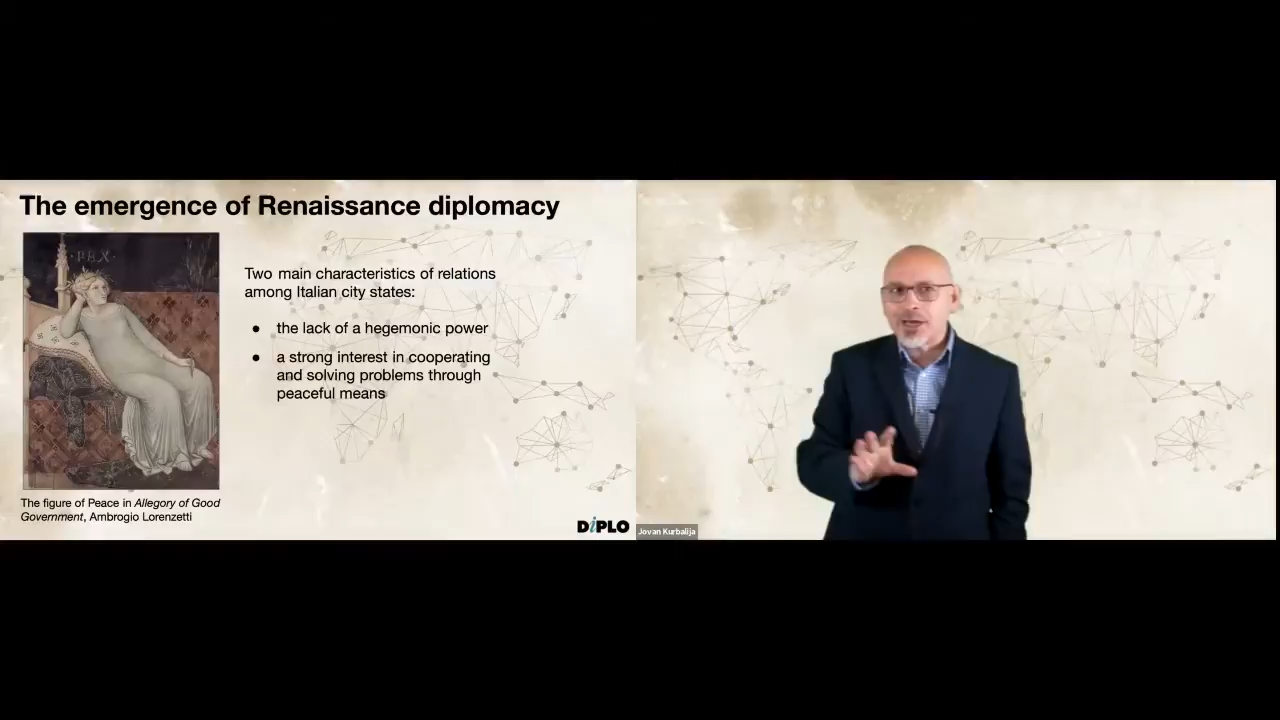 The emergence of Renaissance diplomacy
PAX
Two main characteristics of relations
among Italian city states:
● the lack of a hegemonic power
● a strong interest in cooperating
and solving problems through
peaceful means
The figure of Peace in Allegory of Good
Government, Ambrogio Lorenzetti
DiPLO
Jovan Kurbalija